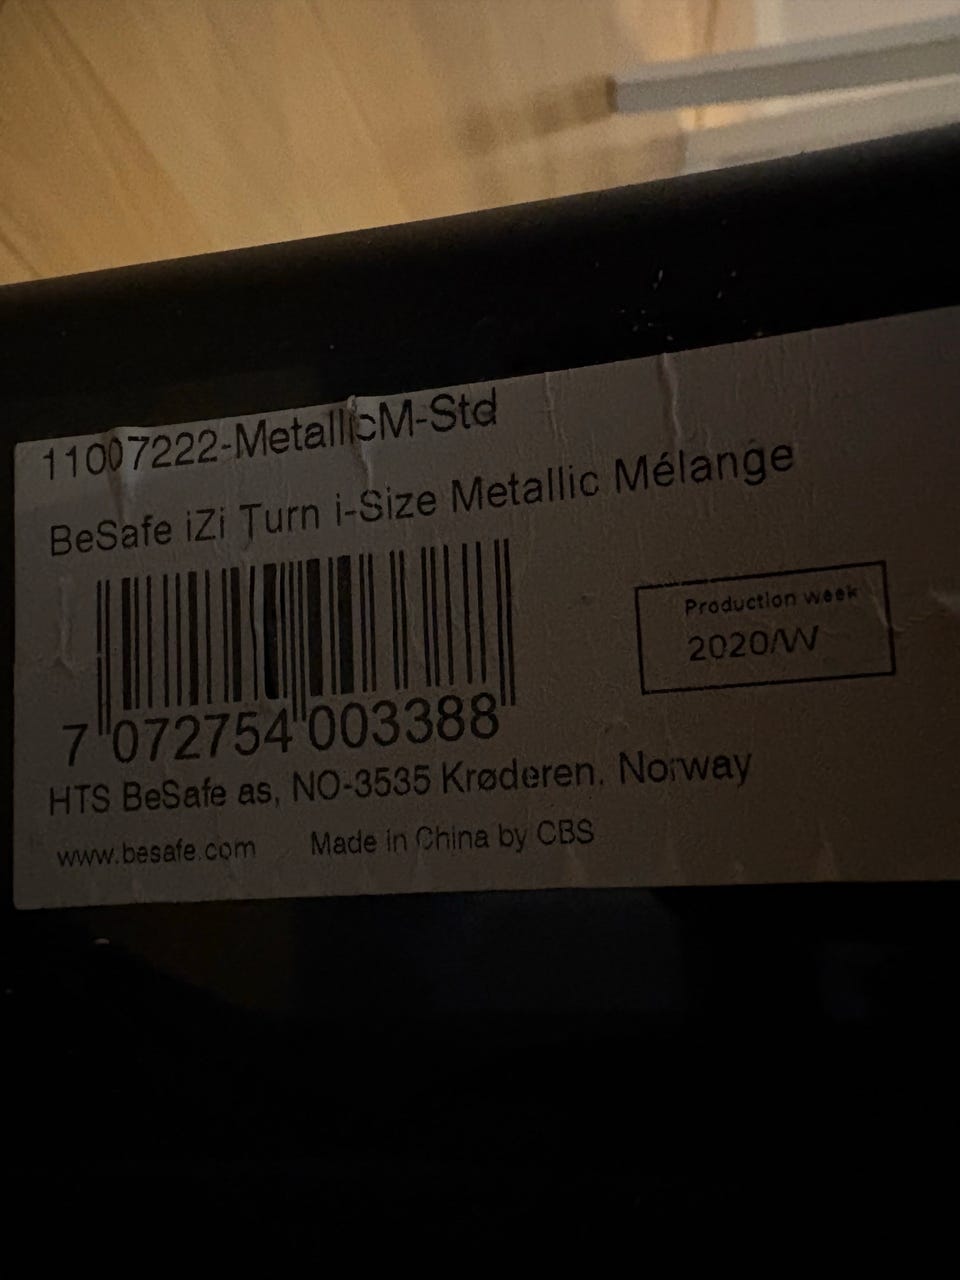 11007222-MetallicM-Std
BeSafe iZi Turn i-Size Metallic Mélange
Production week
2020/W
7 072754 003388
HTS BeSafe as, NO-3535 Krøderen, Norway
www.besafe.com Made in China by CBS